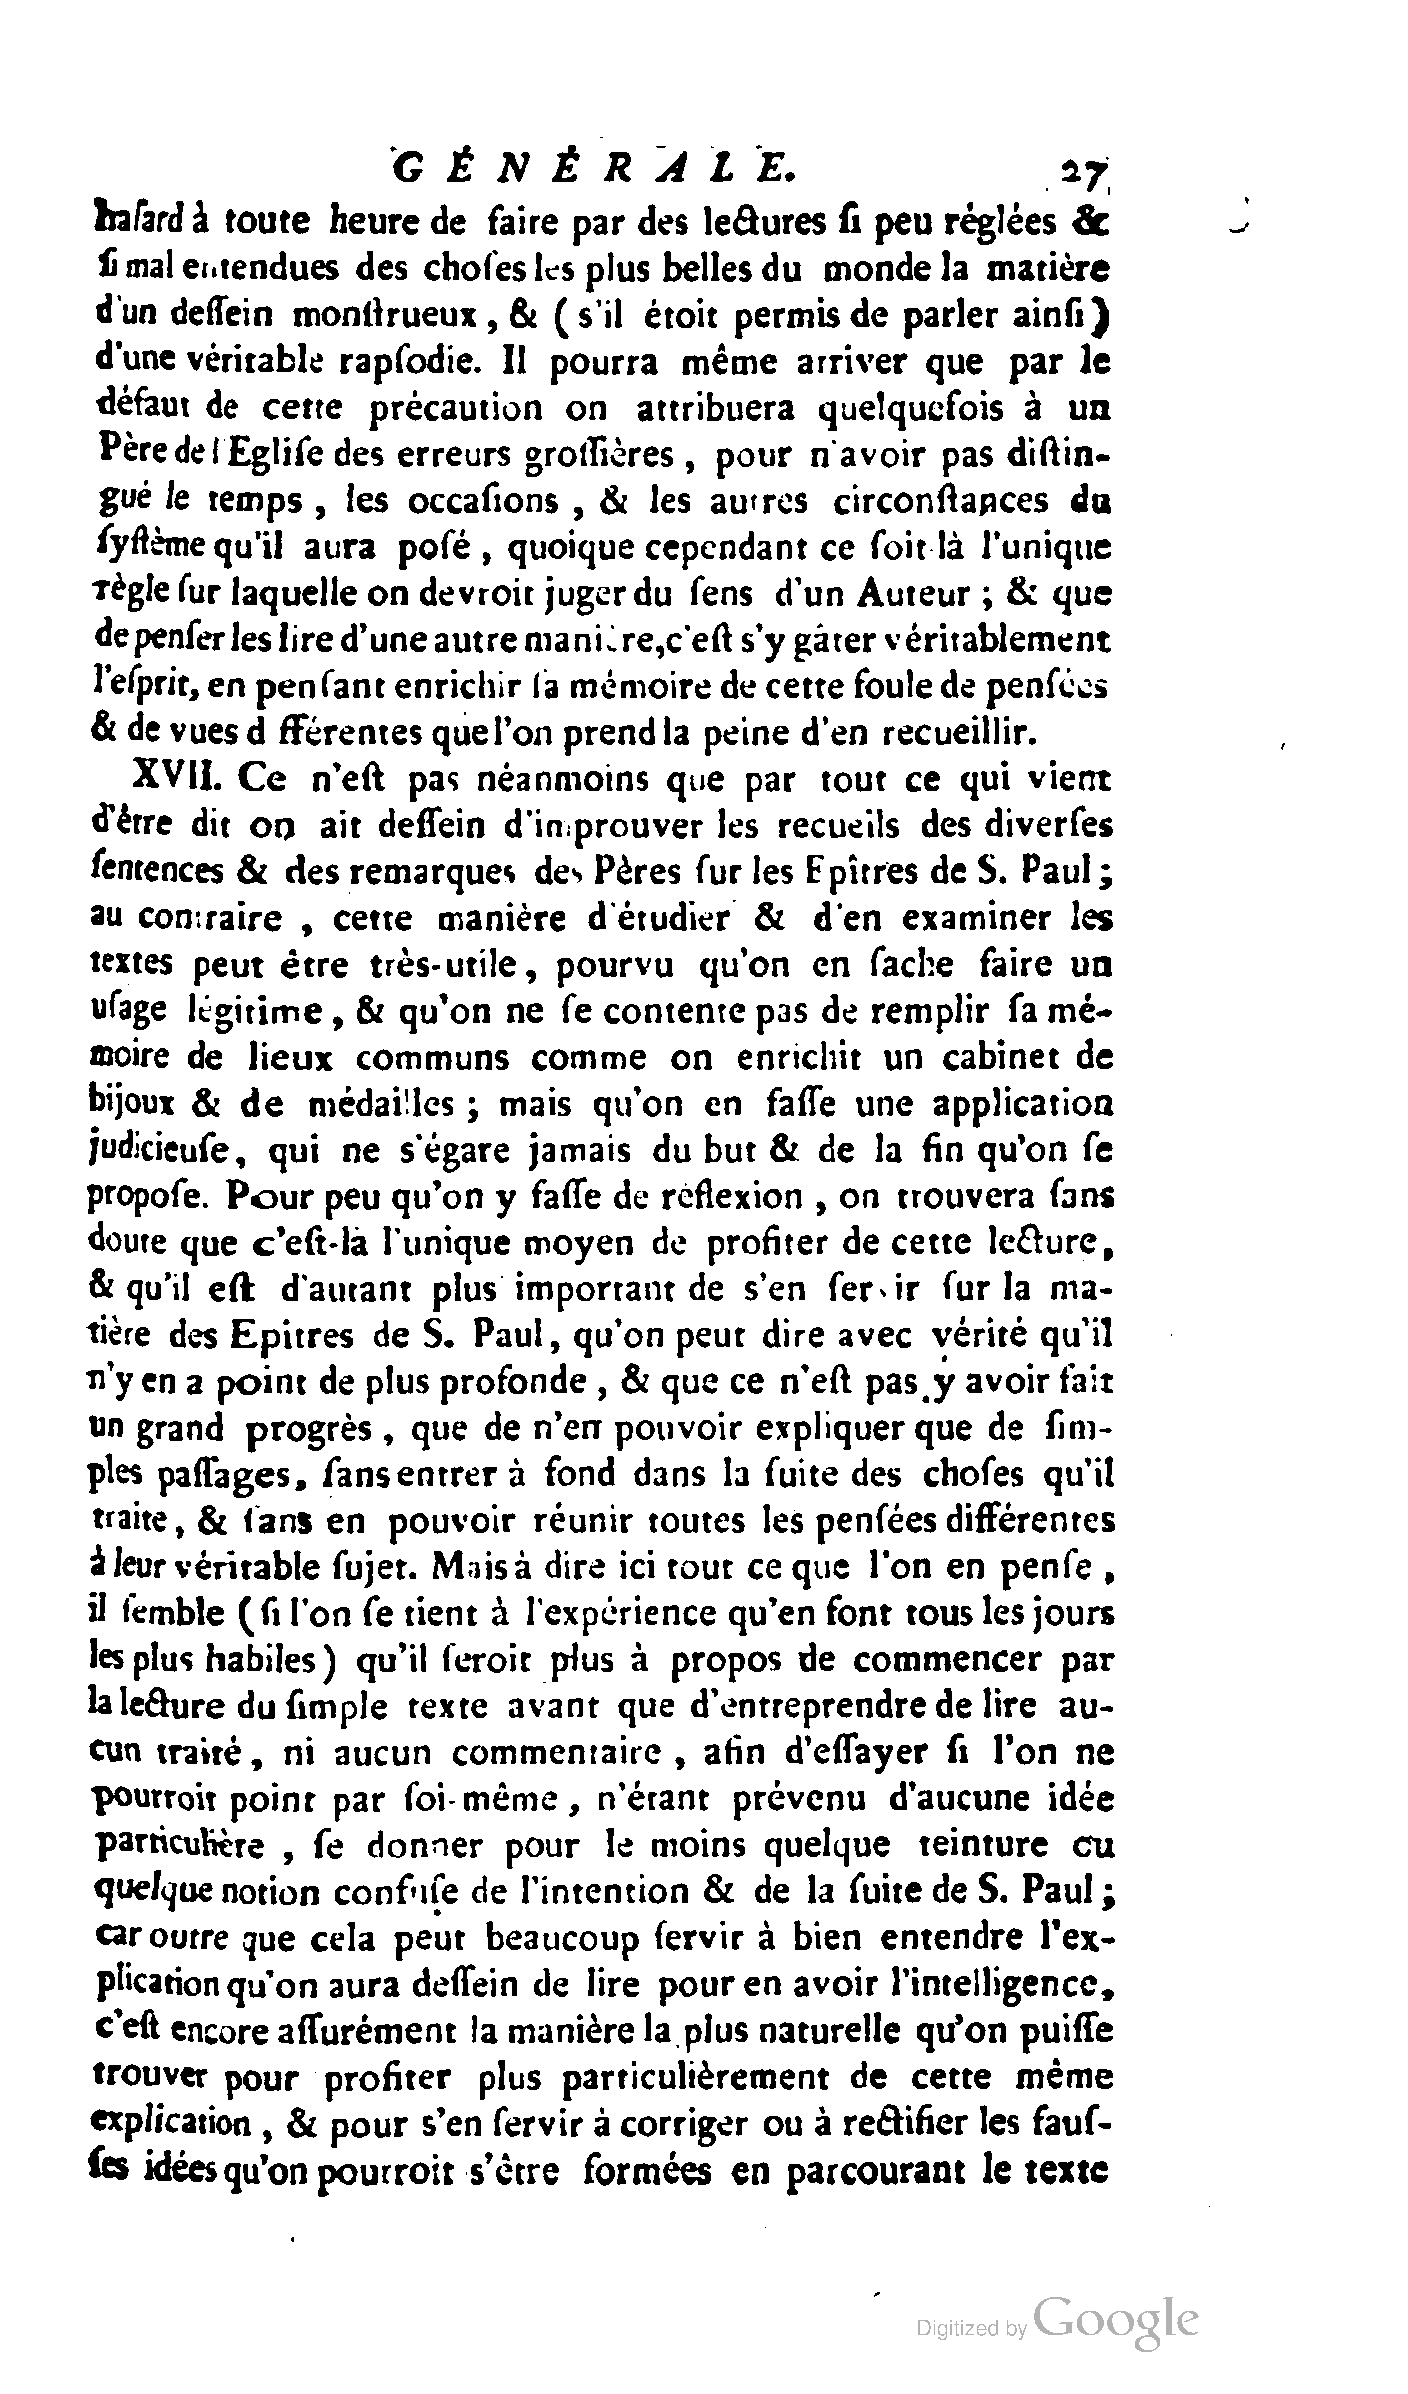 GÉNÉRALE. 27
haſard à toute heure de faire par des lectures ſi peu réglées &
ſi mal entendues des choſes les plus belles du monde la matière
d'un deſſein monſtrueux, & (s'il étoit permis de parler ainſi)
d'une véritable rapſodie. Il pourra même arriver que par le
défaut de cette précaution on attribuera quelquefois à un
Père de l'Egliſe des erreurs groſſières, pour n'avoir pas diſtin-
gué le temps, les occaſions, & les autres circonſtances du
ſyſtème qu'il aura poſé, quoique cependant ce ſoit là l'unique
règle ſur laquelle on devroit juger du ſens d'un Auteur; & que
de penſer les lire d'une autre manière, c'eſt s'y gâter véritablement
l'eſprit, en penſant enrichir ſa mémoire de cette foule de penſées
& de vues différentes que l'on prend la peine d'en recueillir.
XVII. Ce n'eſt pas néanmoins que par tout ce qui vient
d'être dit on ait deſſein d'improuver les recueils des diverſes
ſentences & des remarques des Pères ſur les Epîtres de S. Paul;
au contraire, cette manière d'étudier & d'en examiner les
textes peut être très-utile, pourvu qu'on en ſache faire un
uſage légitime, & qu'on ne ſe contente pas de remplir ſa mé-
moire de lieux communs comme on enrichit un cabinet de
bijoux & de médailles; mais qu'on en faſſe une application
judicieuſe, qui ne s'égare jamais du but & de la fin qu'on ſe
propoſe. Pour peu qu'on y faſſe de réflexion, on trouvera ſans
doute que c'eſt-là l'unique moyen de profiter de cette lecture,
& qu'il eſt d'autant plus important de s'en ſervir ſur la ma-
tière des Epitres de S. Paul, qu'on peut dire avec vérité qu'il
n'y en a point de plus profonde, & que ce n'eſt pas y avoir fait
un grand progrès, que de n'en pouvoir expliquer que de ſim-
ples paſſages, ſans entrer à fond dans la ſuite des choſes qu'il
traite, & ſans en pouvoir réunir toutes les penſées différentes
à leur véritable ſujet. Mais à dire ici tout ce que l'on en penſe,
il ſemble (ſi l'on ſe tient à l'expérience qu'en font tous les jours
les plus habiles) qu'il ſeroit plus à propos de commencer par
la lecture du ſimple texte avant que d'entreprendre de lire au-
cun traité, ni aucun commentaire, afin d'eſſayer ſi l'on ne
pourroit point par ſoi-même, n'étant prévenu d'aucune idée
particulière, ſe donner pour le moins quelque teinture ou
quelque notion confuſe de l'intention & de la ſuite de S. Paul;
car outre que cela peut beaucoup ſervir à bien entendre l'ex-
plication qu'on aura deſſein de lire pour en avoir l'intelligence,
c'eſt encore aſſurément la manière la plus naturelle qu'on puiſſe
trouver pour profiter plus particulièrement de cette même
explication, & pour s'en ſervir à corriger ou à rectifier les fauſ-
ſes idées qu'on pourroit s'être formées en parcourant le texte
Digitized by Google